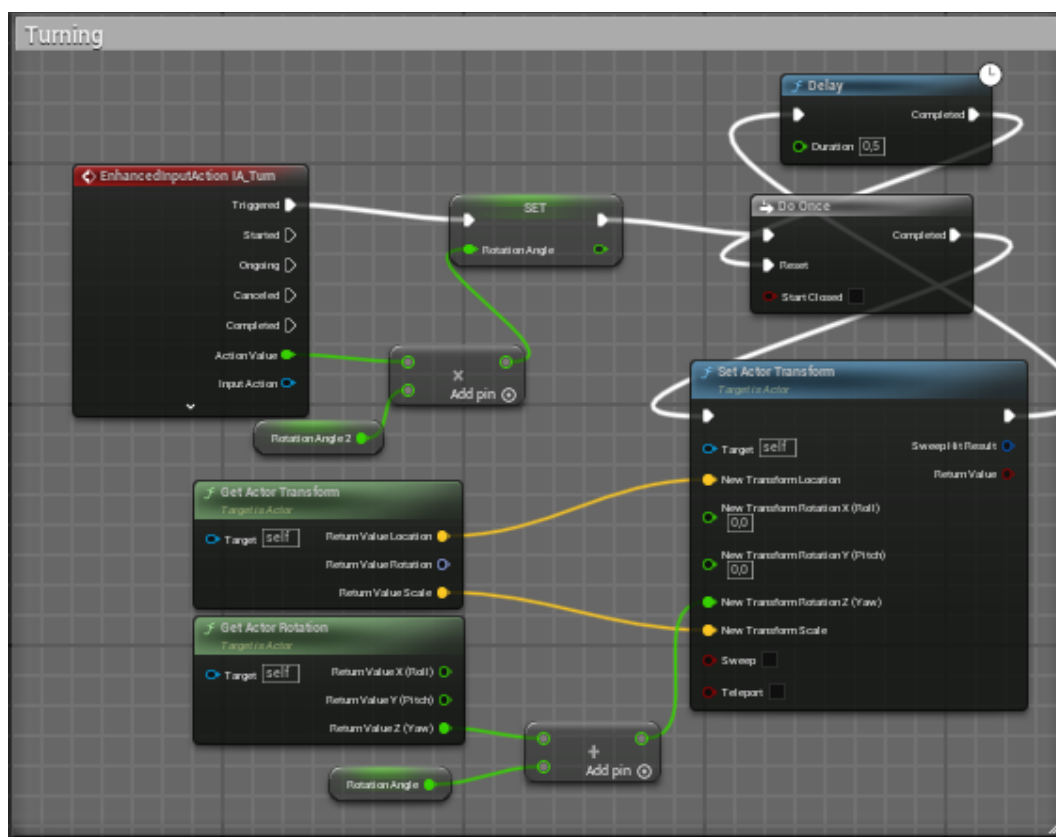 Turning
Delay
Completed
Duration 0,5
EnhancedInputAction IA_Turn
Triggered
Started
Ongoing
Canceled
Completed
Action Value
Input Action
SET
Rotation Angle
Do Once
Completed
Reset
Start Closed
x
Add pin
Rotation Angle 2
Set Actor Transform
Target is Actor
Target self
Sweep Hit Result
Return Value
New Transform Location
New Transform Rotation X (Roll)
0,0
New Transform Rotation Y (Pitch)
0,0
New Transform Rotation Z (Yaw)
New Transform Scale
Sweep
Teleport
Get Actor Transform
Target is Actor
Target self
Return Value Location
Return Value Rotation
Return Value Scale
Get Actor Rotation
Target is Actor
Target self
Return Value X (Roll)
Return Value Y (Pitch)
Return Value Z (Yaw)
+
Add pin
Rotation Angle